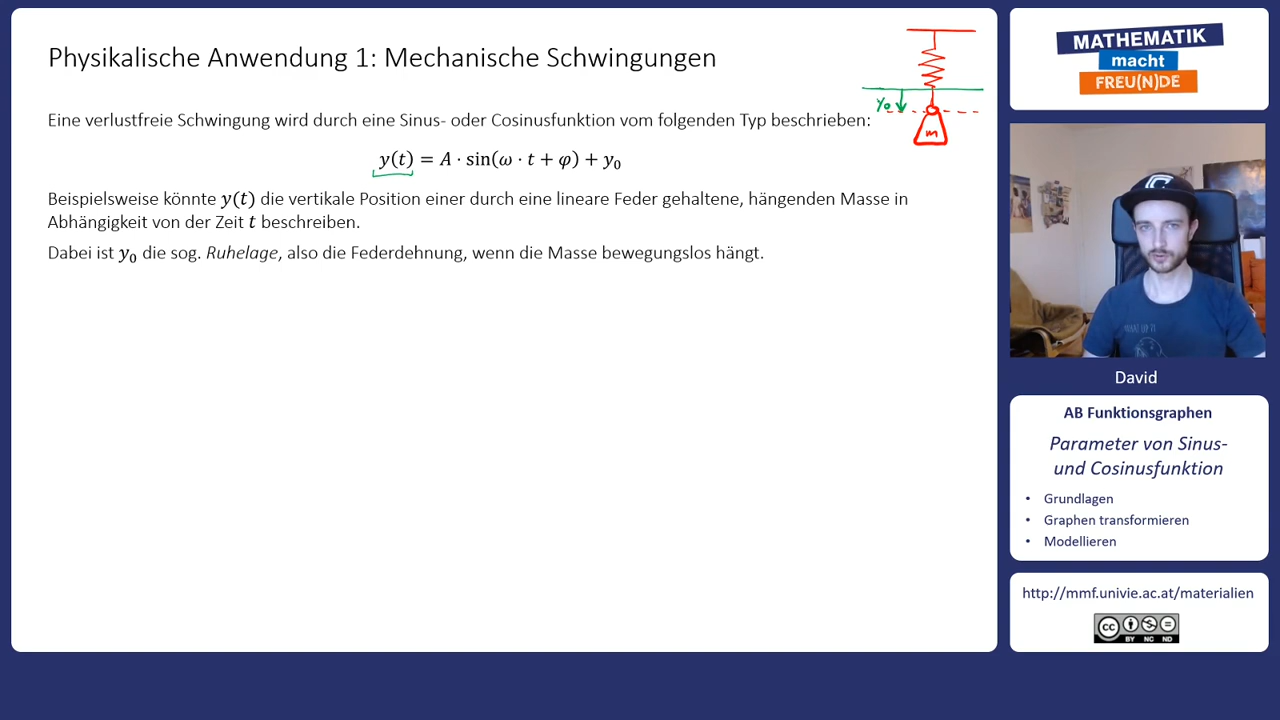 Physikalische Anwendung 1: Mechanische Schwingungen
Eine verlustfreie Schwingung wird durch eine Sinus- oder Cosinusfunktion vom folgenden Typ beschrieben:
y(t) = A · sin(ω · t + φ) + y₀
Beispielsweise könnte y(t) die vertikale Position einer durch eine lineare Feder gehaltene, hängenden Masse in
Abhängigkeit von der Zeit t beschreiben.
Dabei ist y₀ die sog. Ruhelage, also die Federdehnung, wenn die Masse bewegungslos hängt.
y₀
m
MATHEMATIK
macht
FREU(N)DE
David
AB Funktionsgraphen
Parameter von Sinus-
und Cosinusfunktion
• Grundlagen
• Graphen transformieren
• Modellieren
http://mmf.univie.ac.at/materialien
CC BY NC ND